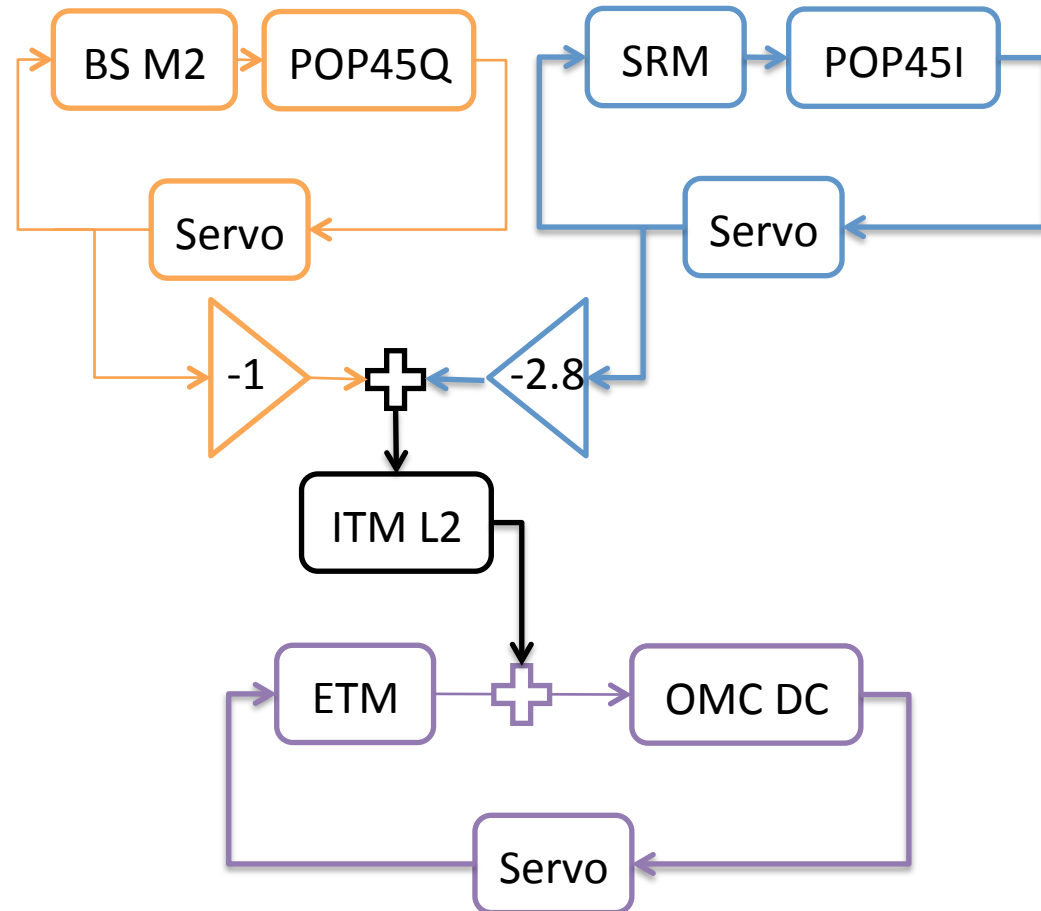 BS M2
POP45Q
SRM
POP45I
Servo
Servo
-1
-2.8
ITM L2
ETM
OMC DC
Servo